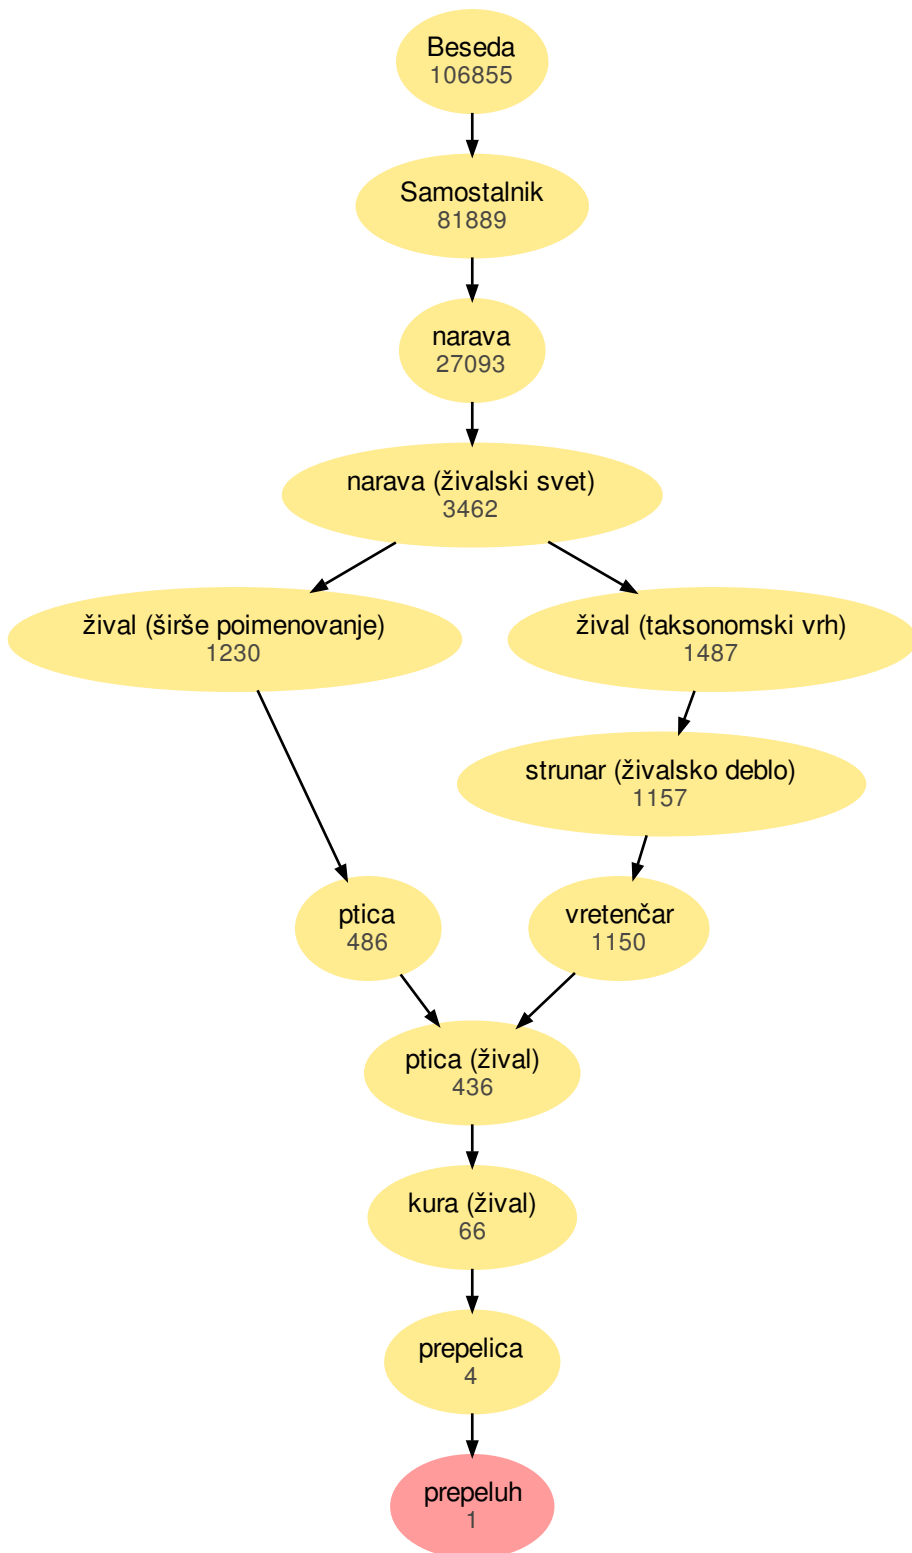 Beseda
106855
Samostalnik
81889
narava
27093
narava (živalski svet)
3462
žival (širše poimenovanje)
1230
žival (taksonomski vrh)
1487
strunar (živalsko deblo)
1157
ptica
486
vretenčar
1150
ptica (žival)
436
kura (žival)
66
prepelica
4
prepeluh
1